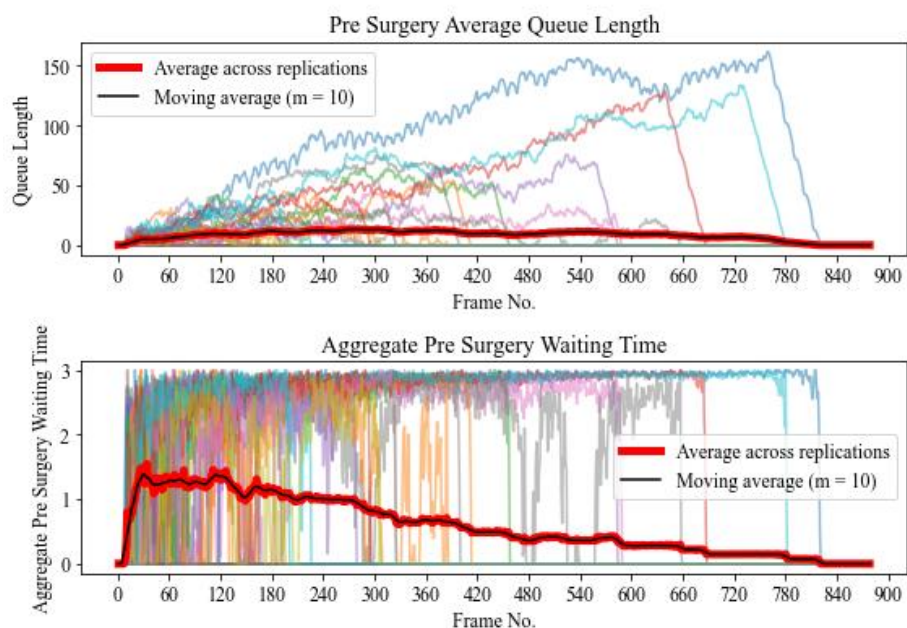 Pre Surgery Average Queue Length
Queue Length
150
100
50
0
Average across replications
Moving average (m = 10)
0 60 120 180 240 300 360 420 480 540 600 660 720 780 840 900
Frame No.
Aggregate Pre Surgery Waiting Time
Aggregate Pre Surgery Waiting Time
3
2
1
0
Average across replications
Moving average (m = 10)
0 60 120 180 240 300 360 420 480 540 600 660 720 780 840 900
Frame No.